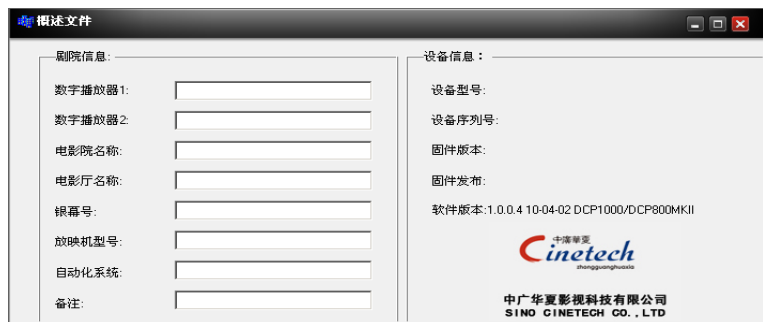 概述文件
剧院信息:
数字播放器1:
数字播放器2:
电影院名称:
电影厅名称:
银幕号:
放映机型号:
自动化系统:
备注:
设备信息：
设备型号:
设备序列号:
固件版本:
固件发布:
软件版本:1.0.0.4 10-04-02 DCP1000/DCP800MKII
中广华夏
Cinetech
zhongguanghuaxia
中广华夏影视科技有限公司
SINO CINETECH CO.,LTD